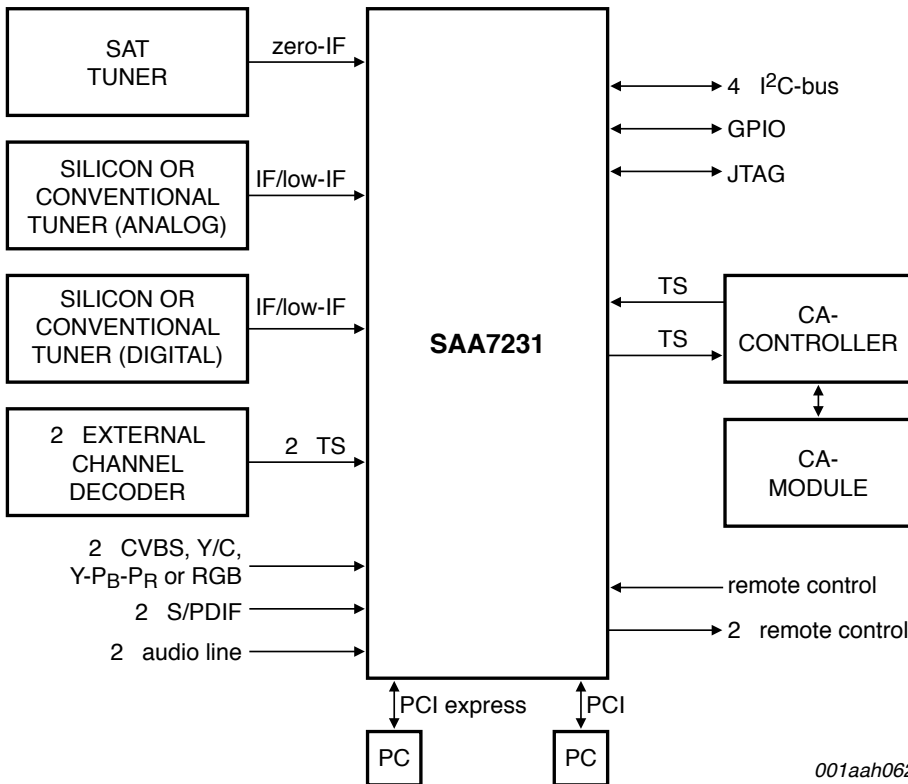 SAT
TUNER
zero-IF
SILICON OR
CONVENTIONAL
TUNER (ANALOG)
IF/low-IF
SILICON OR
CONVENTIONAL
TUNER (DIGITAL)
IF/low-IF
2 EXTERNAL
CHANNEL
DECODER
2 TS
2 CVBS, Y/C,
Y-PB-PR or RGB
2 S/PDIF
2 audio line
SAA7231
4 I²C-bus
GPIO
JTAG
TS
TS
CA-
CONTROLLER
CA-
MODULE
remote control
2 remote control
PCI express
PCI
PC
PC
001aah062